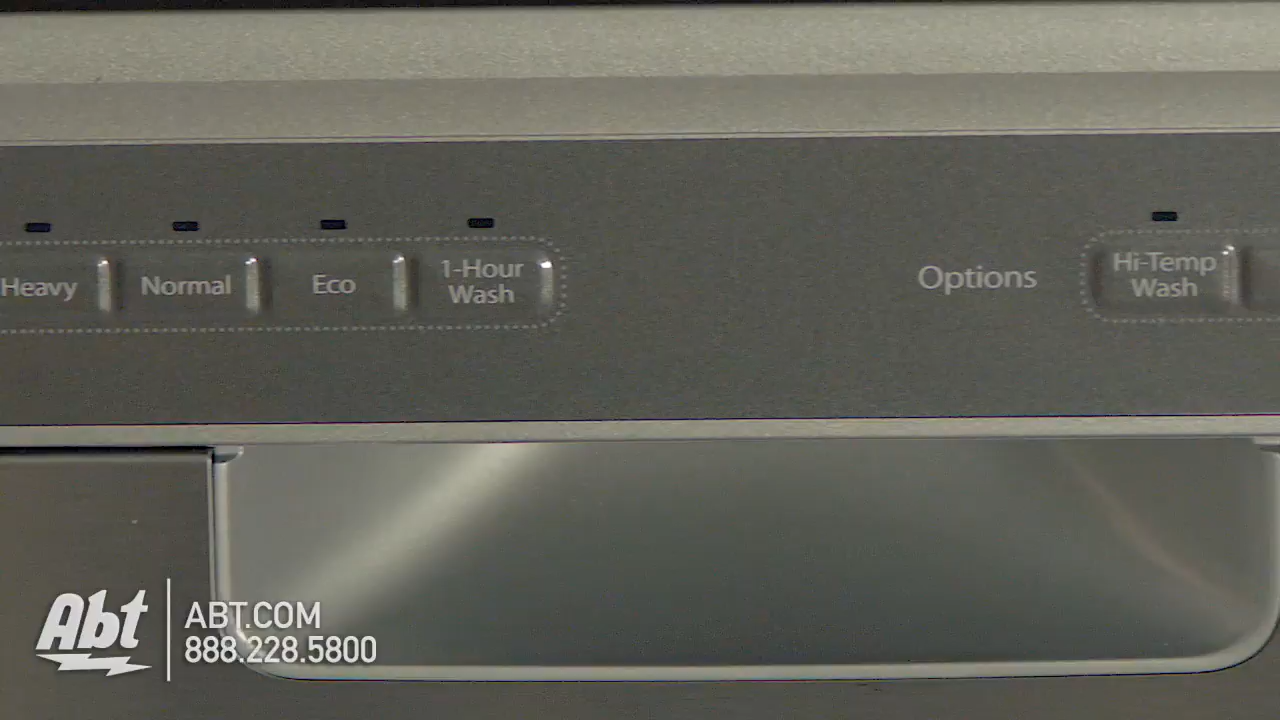 Heavy
Normal
Eco
1-Hour
Wash
Options
Hi-Temp
Wash
Abt
ABT.COM
888.228.5800